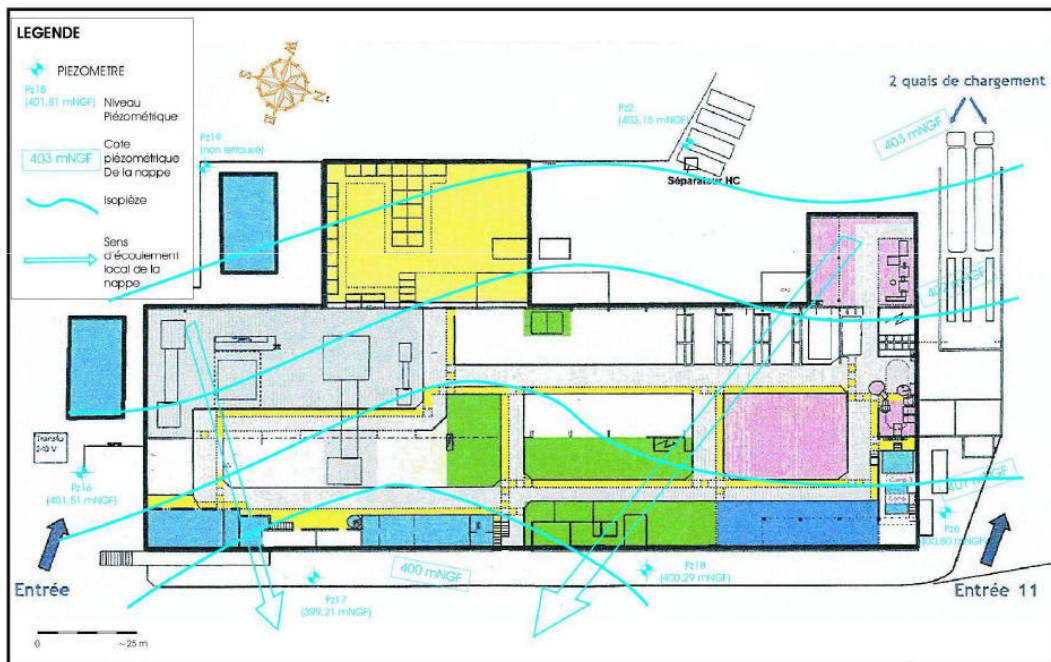 LEGENDE
PIEZOMETRE
Pz18
(401,81 mNGF)
Niveau
Piézométrique
403 mNGF
Cote
piézométrique
De la nappe
Isopièze
Sens
d'écoulement
local de la
nappe
W
S
N
E
Pz19
(non retrouvé)
Pz2
(403,15 mNGF)
Séparateur HC
2 quais de chargement
403 mNGF
402 mNGF
Transfo
Pz16
(401,51 mNGF)
Comp
Comp
401 mNGF
Pz6
400 mNGF
Pz18
(400,29 mNGF)
Pz17
(399,21 mNGF)
Entrée
Entrée 11
0
~25 m